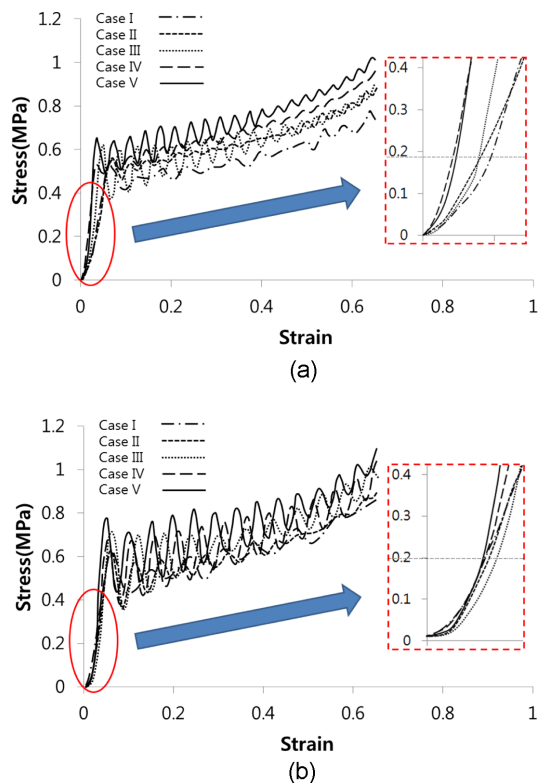 1.2
1
0.8
0.6
0.4
0.2
0
Stress(MPa)
Case I
Case II
Case III
Case IV
Case V
0.4
0.3
0.2
0.1
0
0
0.2
0.4
0.6
0.8
1
Strain
(a)
1.2
1
0.8
0.6
0.4
0.2
0
Stress(MPa)
Case I
Case II
Case III
Case IV
Case V
0.4
0.3
0.2
0.1
0
0
0.2
0.4
0.6
0.8
1
Strain
(b)